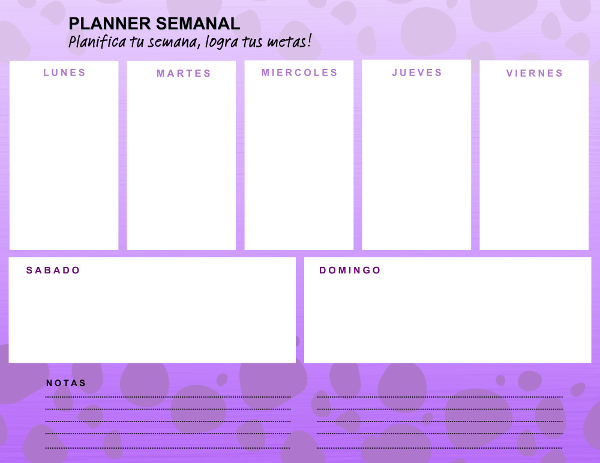 PLANNER SEMANAL
Planifica tu semana, logra tus metas!
LUNES
MARTES
MIERCOLES
JUEVES
VIERNES
SABADO
DOMINGO
NOTAS